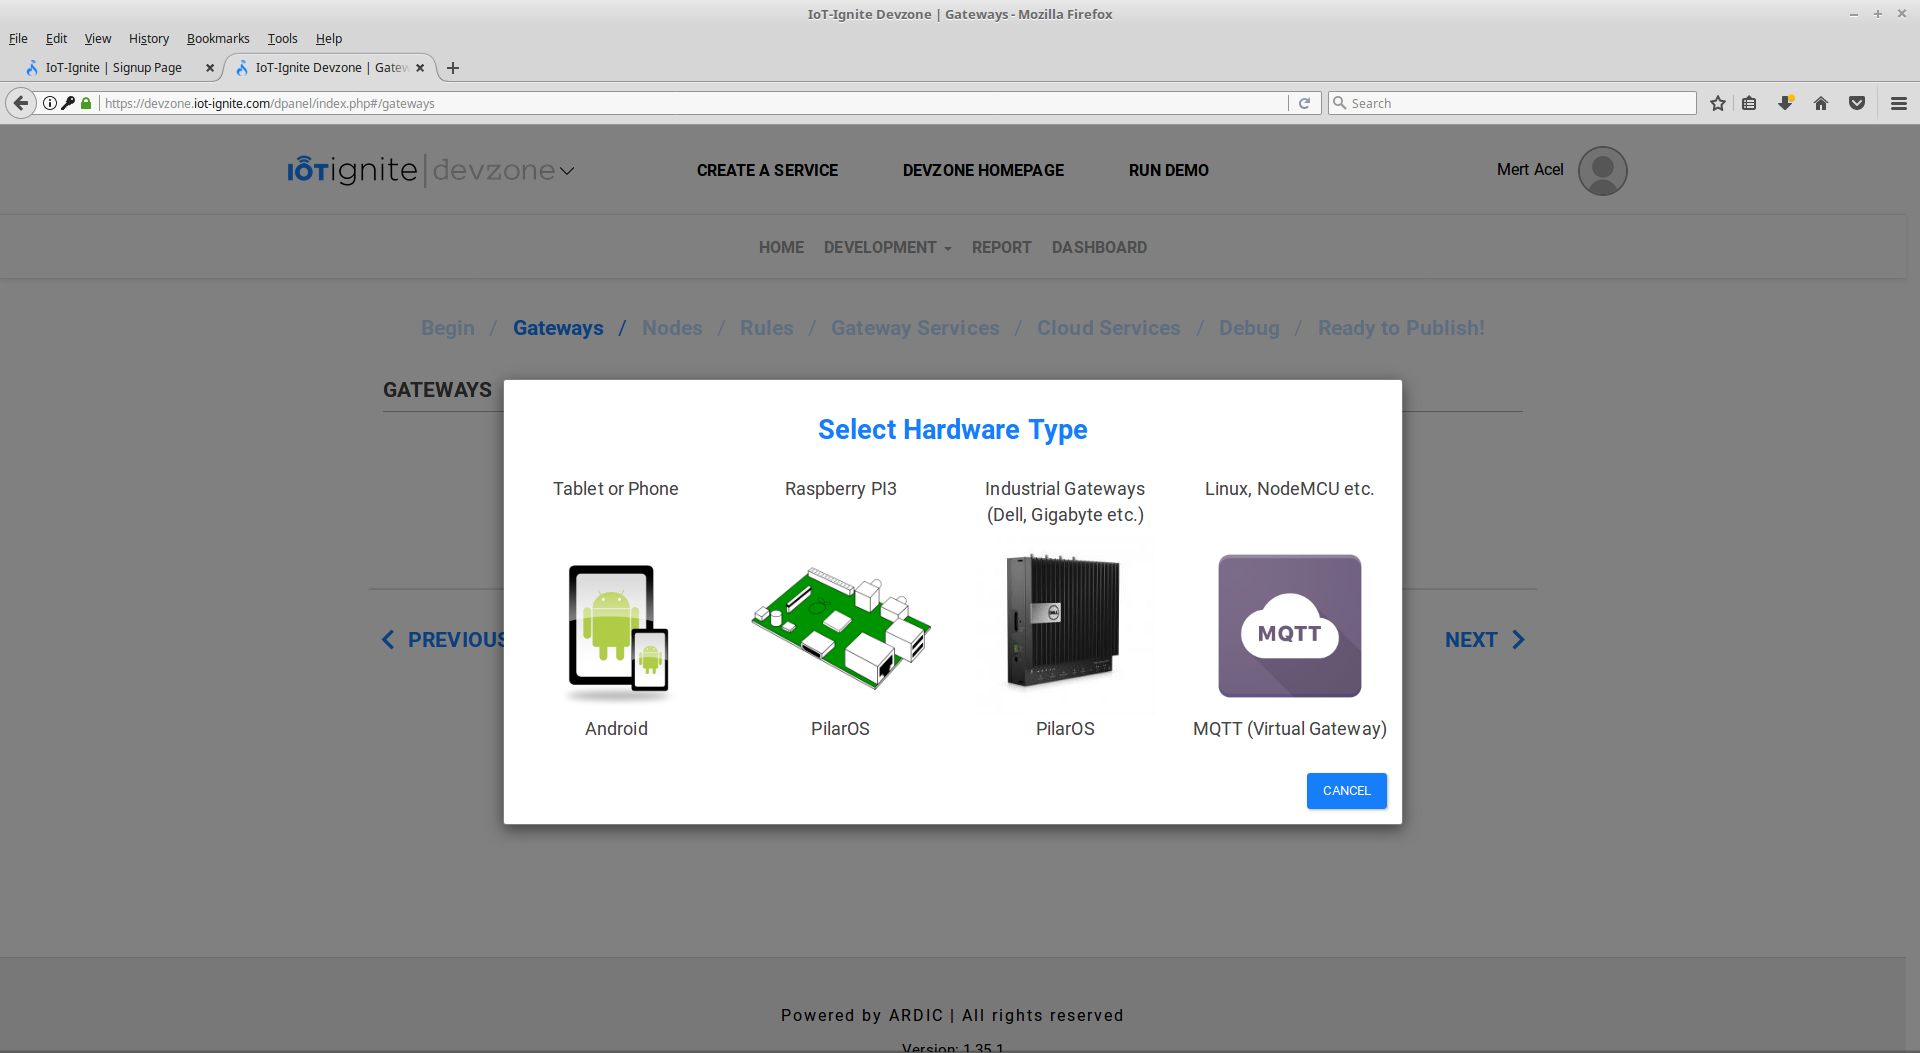 IoT-Ignite Devzone | Gateways - Mozilla Firefox
File Edit View History Bookmarks Tools Help
IoT-Ignite | Signup Page
IoT-Ignite Devzone | Gatew
https://devzone.iot-ignite.com/dpanel/index.php#/gateways
Search
IOTignite|devzone
CREATE A SERVICE
DEVZONE HOMEPAGE
RUN DEMO
Mert Acel
HOME DEVELOPMENT REPORT DASHBOARD
Begin / Gateways / Nodes / Rules / Gateway Services / Cloud Services / Debug / Ready to Publish!
GATEWAYS
Select Hardware Type
Tablet or Phone
Raspberry PI3
Industrial Gateways
(Dell, Gigabyte etc.)
Linux, NodeMCU etc.
DELL
MQTT
PREVIOUS
NEXT
Android
PilarOS
PilarOS
MQTT (Virtual Gateway)
CANCEL
Powered by ARDIC | All rights reserved
Version: 1.35.1